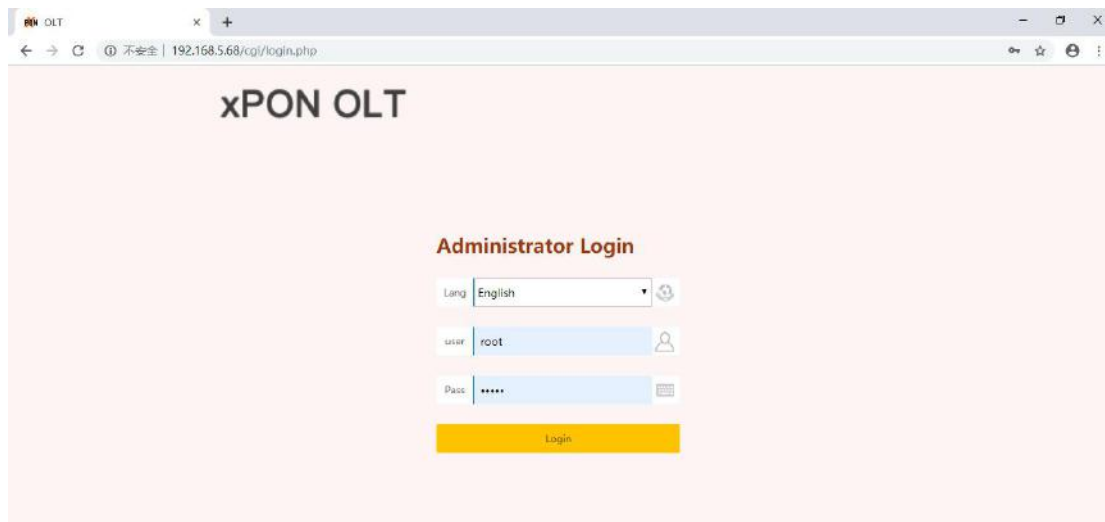 OLT
不安全 | 192.168.5.68/cgi/login.php
xPON OLT
Administrator Login
Lang English
user root
Pass •••••
Login